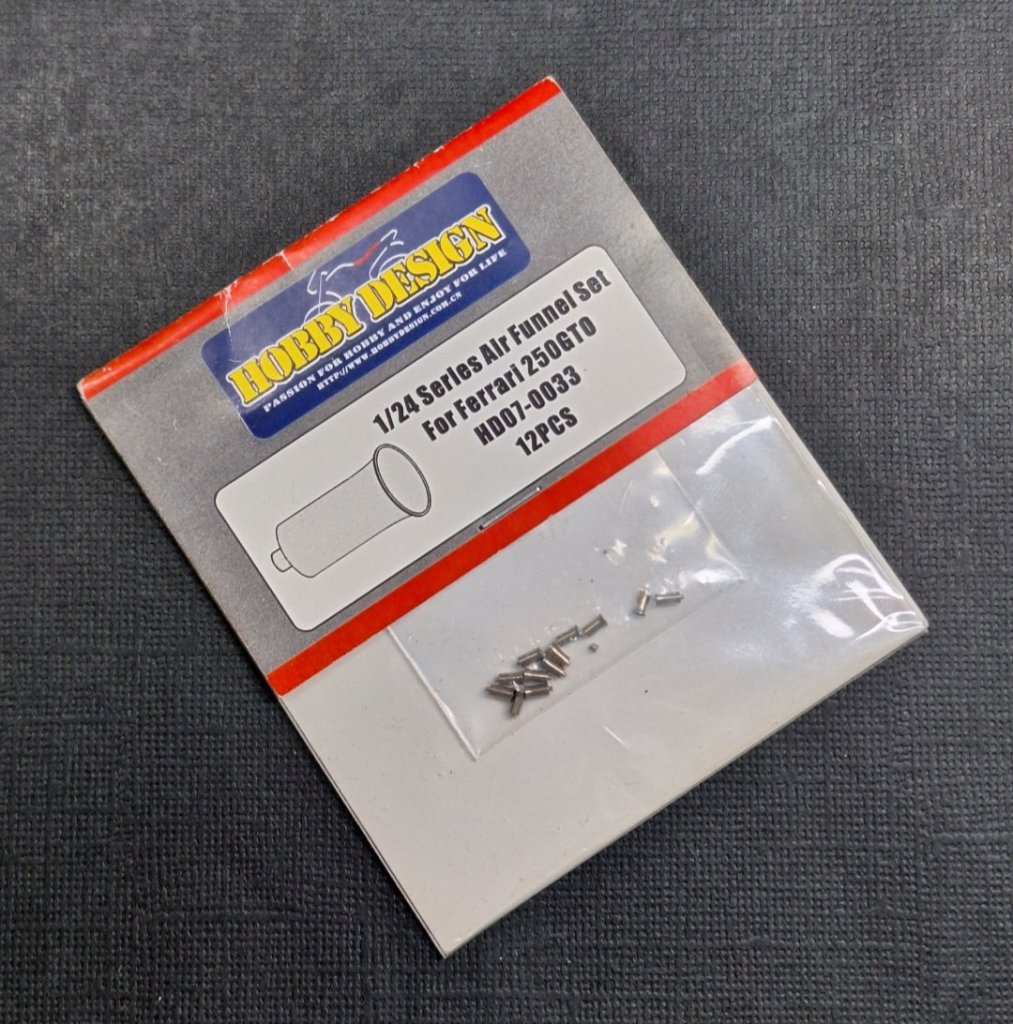 HOBBY DESIGN
PASSION FOR HOBBY AND ENJOY FOR LIFE
HTTP://WWW.HOBBYDESIGN.COM.CN
1/24 Series Air Funnel Set
For Ferrari 250GTO
HD07-0033
12PCS